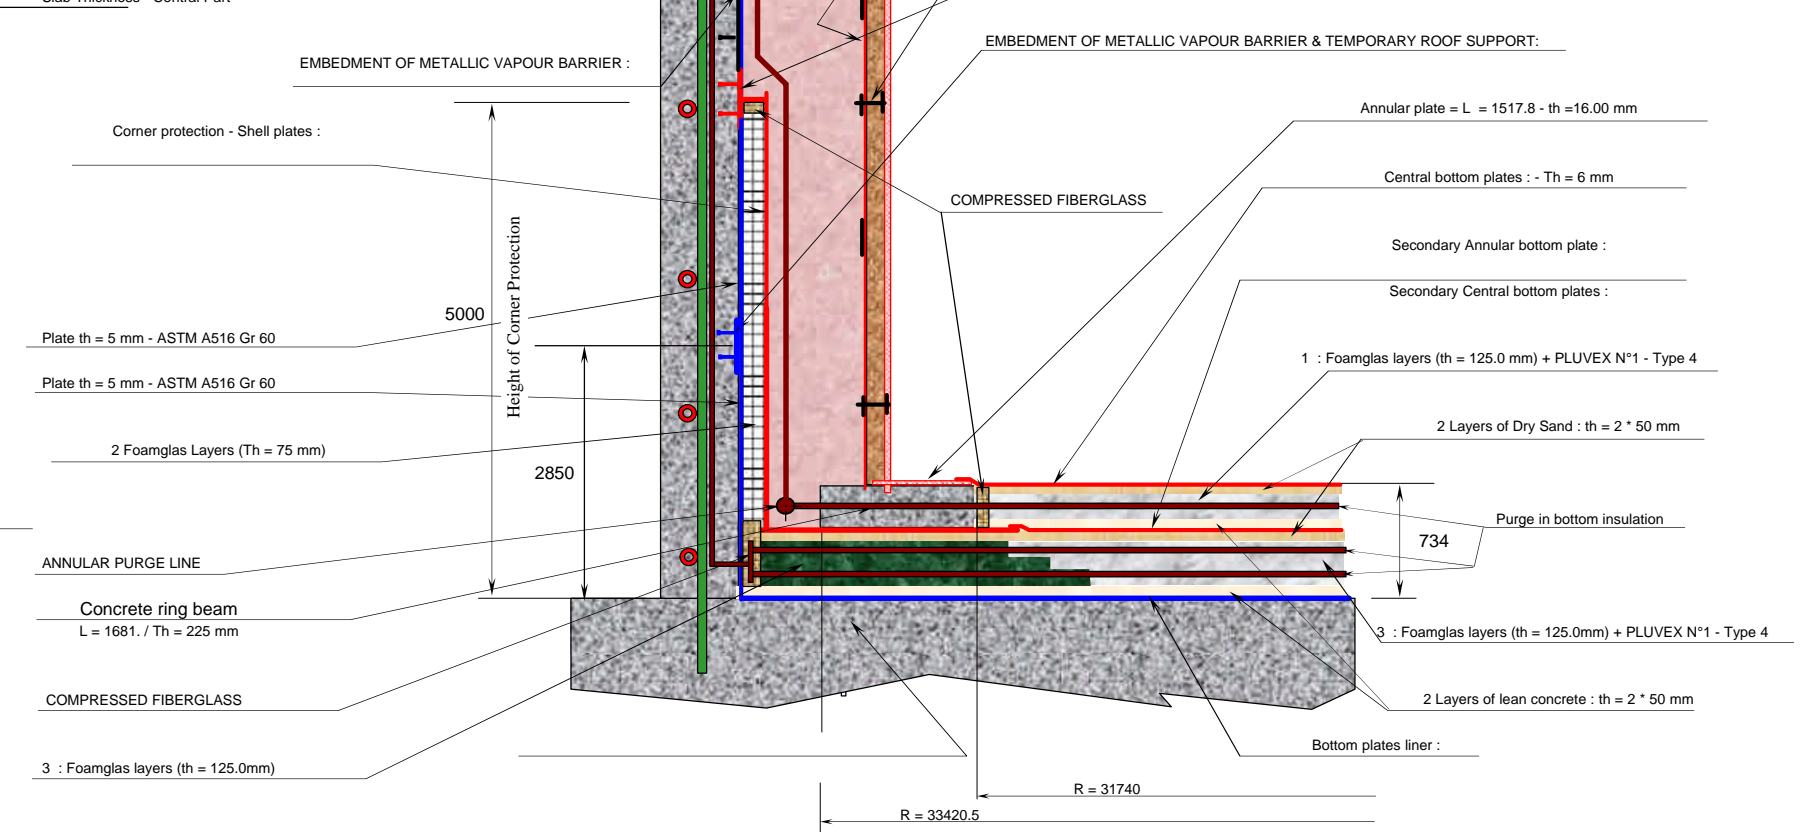 Slab Thickness - Central Part
EMBEDMENT OF METALLIC VAPOUR BARRIER & TEMPORARY ROOF SUPPORT:
EMBEDMENT OF METALLIC VAPOUR BARRIER :
Annular plate = L = 1517.8 - th =16.00 mm
Corner protection - Shell plates :
Central bottom plates : - Th = 6 mm
COMPRESSED FIBERGLASS
Secondary Annular bottom plate :
Secondary Central bottom plates :
5000
Height of Corner Protection
Plate th = 5 mm - ASTM A516 Gr 60
1 : Foamglas layers (th = 125.0 mm) + PLUVEX N°1 - Type 4
Plate th = 5 mm - ASTM A516 Gr 60
2 Layers of Dry Sand : th = 2 * 50 mm
2 Foamglas Layers (Th = 75 mm)
2850
Purge in bottom insulation
734
ANNULAR PURGE LINE
Concrete ring beam
L = 1681. / Th = 225 mm
3 : Foamglas layers (th = 125.0mm) + PLUVEX N°1 - Type 4
COMPRESSED FIBERGLASS
2 Layers of lean concrete : th = 2 * 50 mm
Bottom plates liner :
3 : Foamglas layers (th = 125.0mm)
R = 31740
R = 33420.5